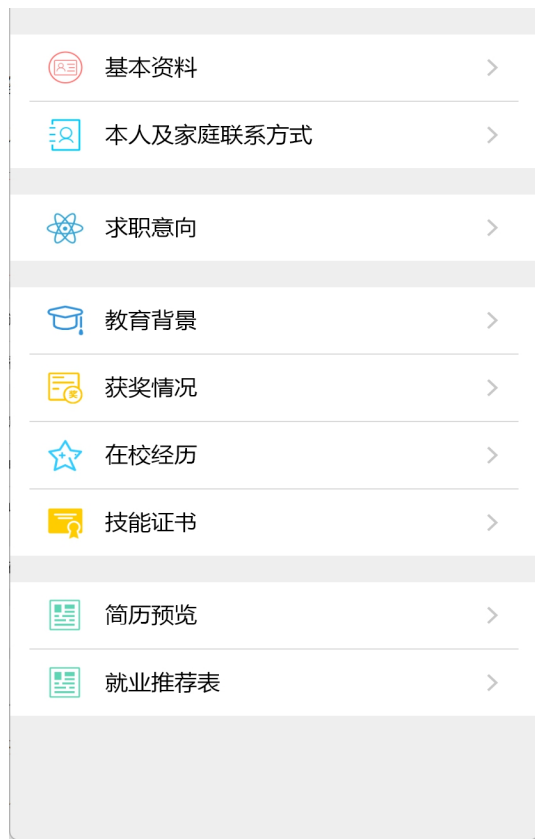 基本资料
本人及家庭联系方式
求职意向
教育背景
获奖情况
奖
在校经历
技能证书
简历预览
就业推荐表